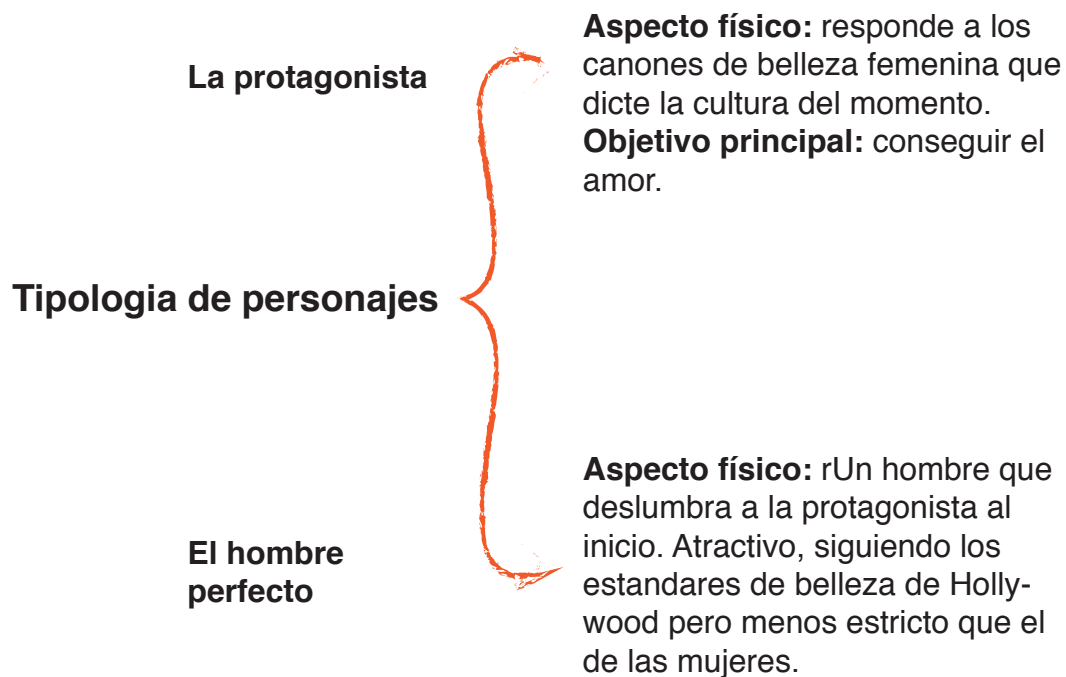 La protagonista
Aspecto físico: responde a los
canones de belleza femenina que
dicte la cultura del momento.
Objetivo principal: conseguir el
amor.
Tipologia de personajes
El hombre
perfecto
Aspecto físico: rUn hombre que
deslumbra a la protagonista al
inicio. Atractivo, siguiendo los
estandares de belleza de Holly-
wood pero menos estricto que el
de las mujeres.